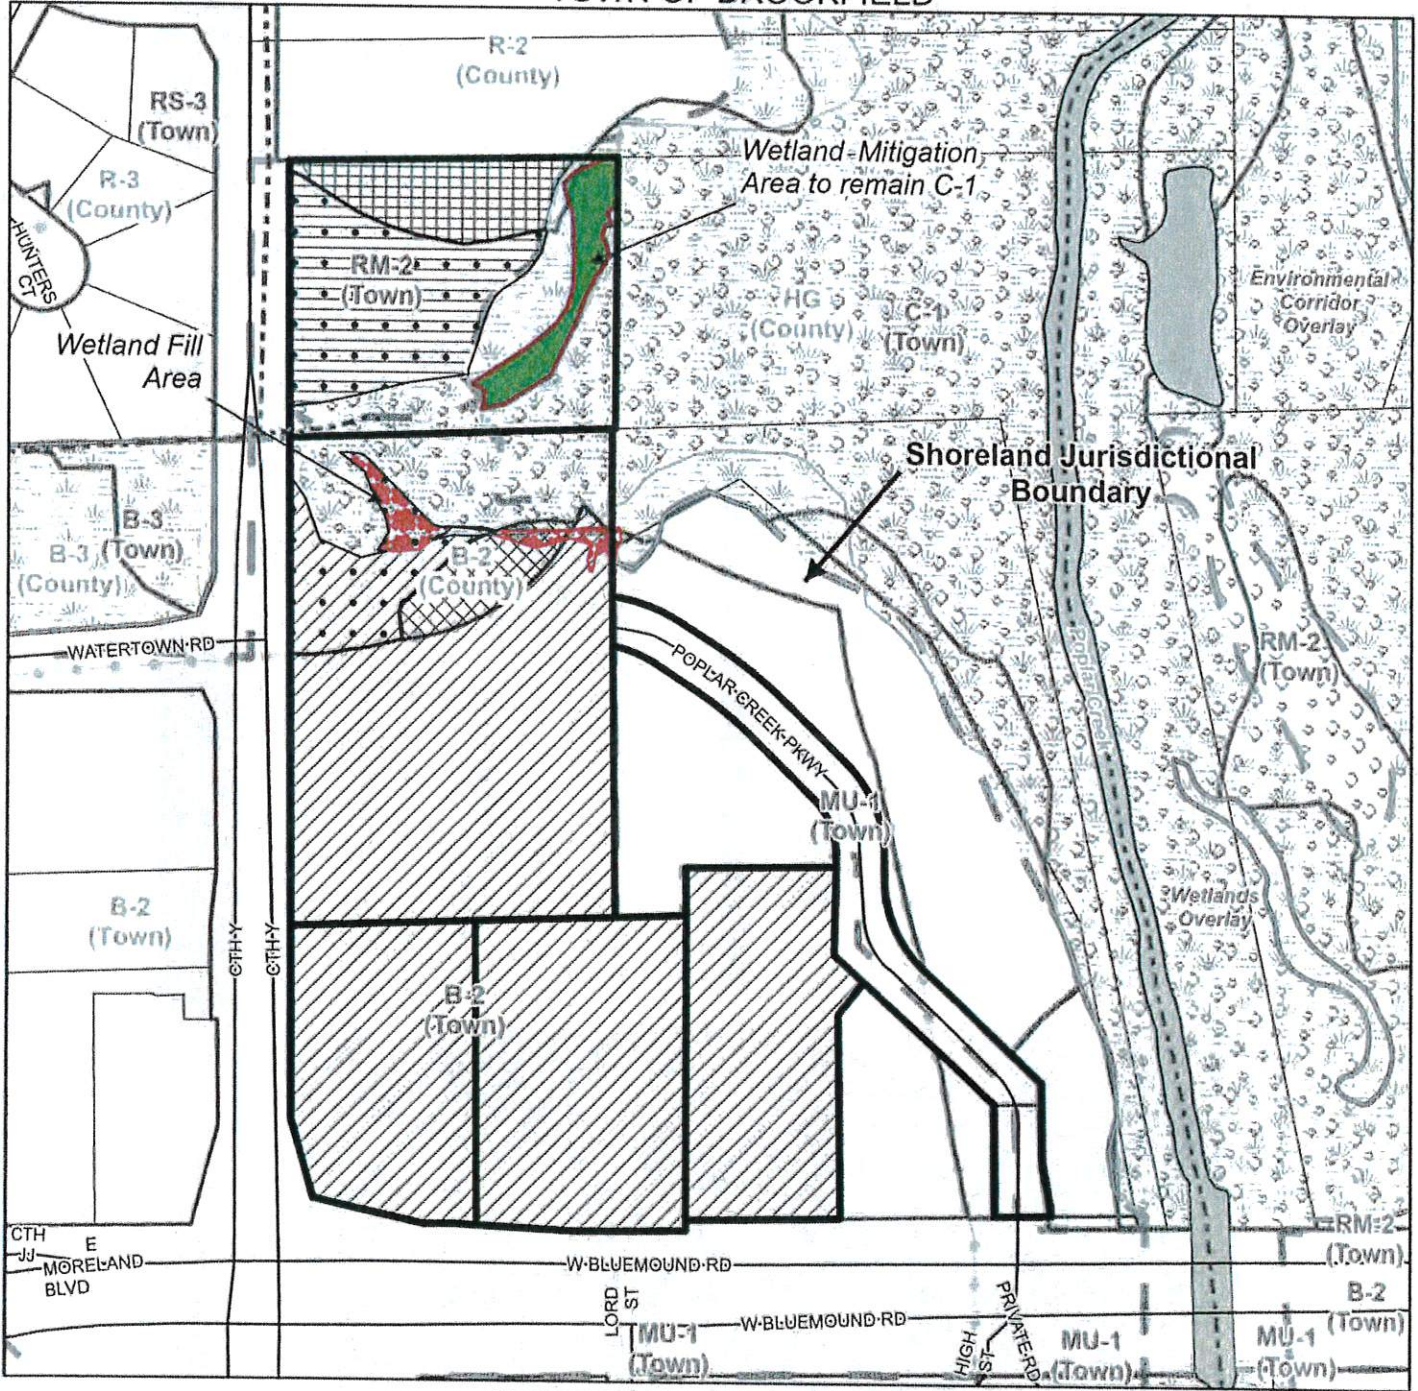 TOWN OF BROOKFIELD
R-2
(County)
RS-3
(Town)
R-3
(County)
HUNTERS
CT
Wetland Mitigation
Area to remain C-1
RM-2
(Town)
HG
(County)
C-1
(Town)
Environmental
Corridor
Overlay
Wetland Fill
Area
Shoreland Jurisdictional
Boundary
B-3
(Town)
B-3
(County)
B-2
(County)
WATERTOWN RD
POPLAR CREEK PKWY
Poplar Creek
RM-2
(Town)
MU-1
(Town)
Wetlands
Overlay
B-2
(Town)
CTH Y
CTH Y
B-2
(Town)
CTH
JJ
E
MORELAND
BLVD
W BLUEMOUND RD
LORD
ST
W BLUEMOUND RD
MU-1
(Town)
HIGH
ST
PRIVATE RD
MU-1
(Town)
MU-1
(Town)
RM-2
(Town)
B-2
(Town)